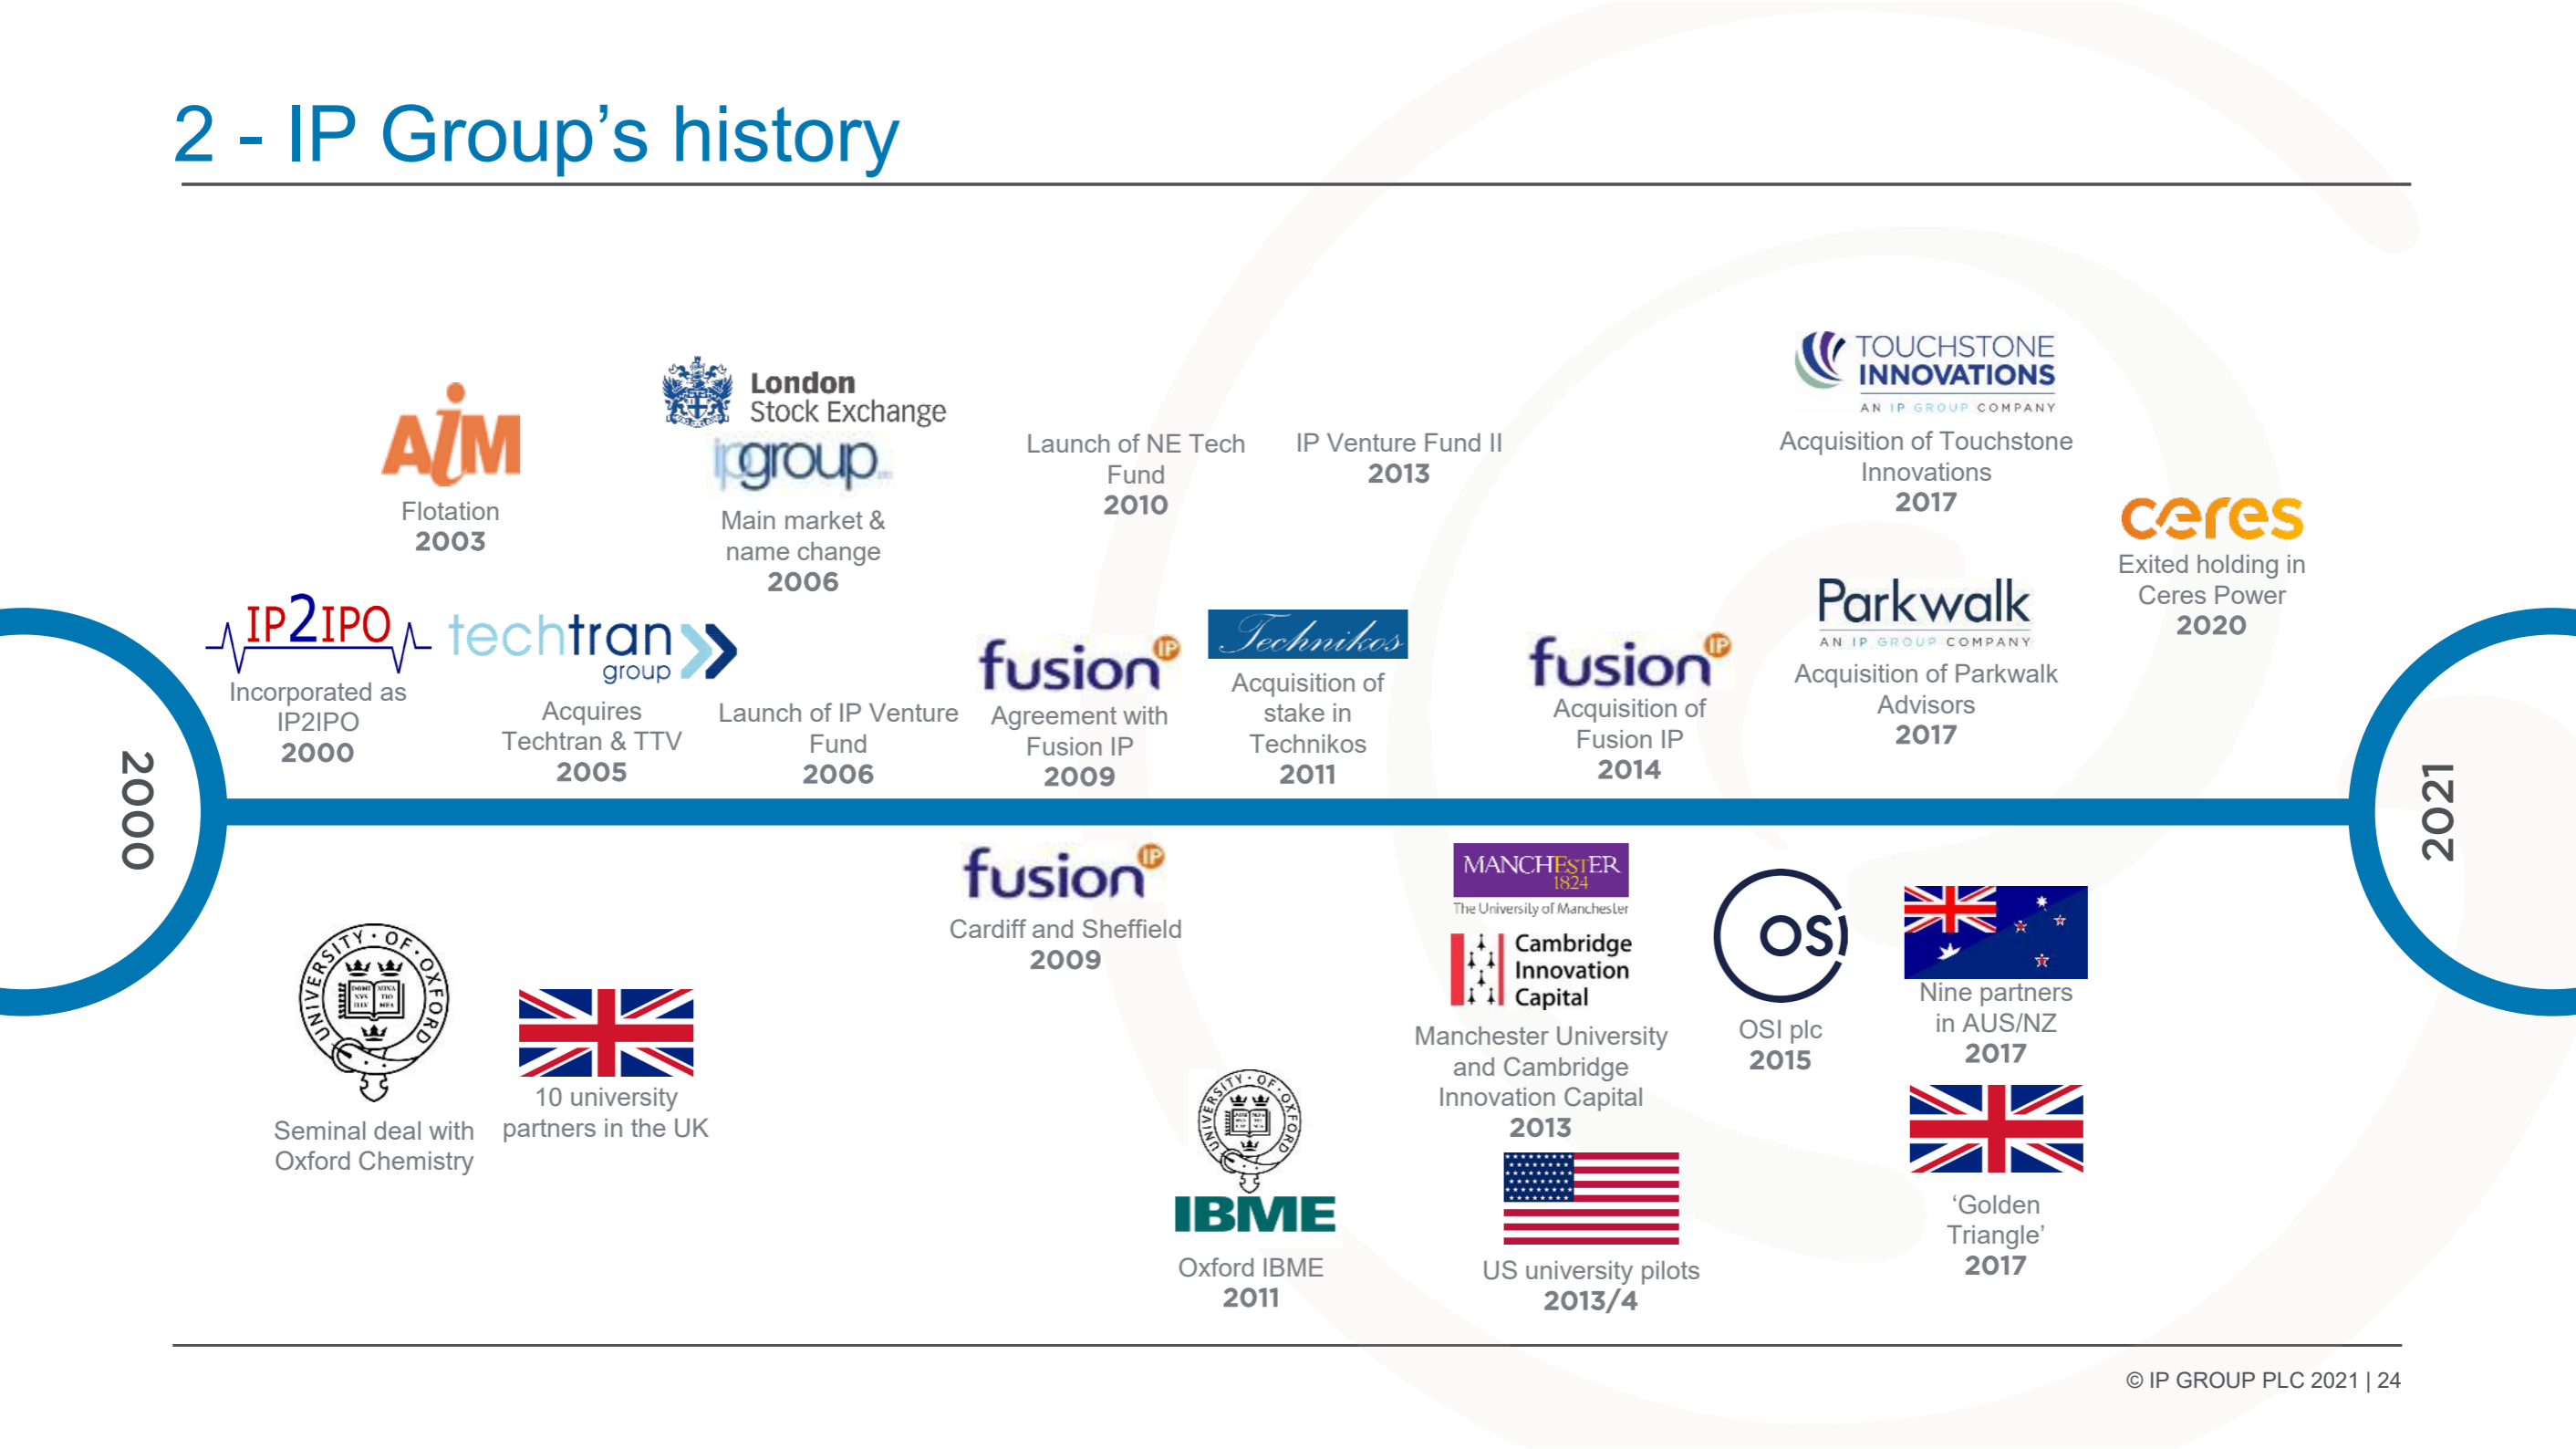 2 - IP Group’s history
AiM
Flotation
2003
London
Stock Exchange
ipgroup
Main market &
name change
2006
Launch of NE Tech
Fund
2010
IP Venture Fund II
2013
TOUCHSTONE
INNOVATIONS
AN IP GROUP COMPANY
Acquisition of Touchstone
Innovations
2017
ceres
Exited holding in
Ceres Power
2020
IP2IPO
Incorporated as
IP2IPO
2000
techtran
group
Acquires
Techtran & TTV
2005
Launch of IP Venture
Fund
2006
fusion IP
Agreement with
Fusion IP
2009
Technikos
Acquisition of
stake in
Technikos
2011
fusion IP
Acquisition of
Fusion IP
2014
Parkwalk
AN IP GROUP COMPANY
Acquisition of Parkwalk
Advisors
2017
2000
2021
UNIVERSITY · OF · OXFORD
Seminal deal with
Oxford Chemistry
10 university
partners in the UK
fusion IP
Cardiff and Sheffield
2009
UNIVERSITY · OF · OXFORD
IBME
Oxford IBME
2011
MANCHESTER
1824
The University of Manchester
Cambridge
Innovation
Capital
Manchester University
and Cambridge
Innovation Capital
2013
US university pilots
2013/4
OSI
OSI plc
2015
Nine partners
in AUS/NZ
2017
‘Golden
Triangle’
2017
© IP GROUP PLC 2021 | 24